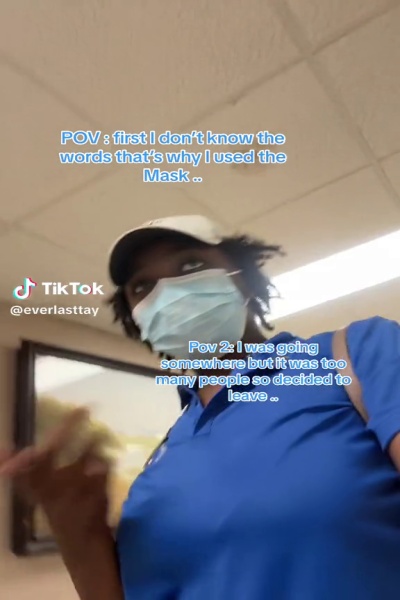 POV : first I don't know the
words that's why I used the
Mask ..
TikTok
@everlasttay
Pov 2: I was going
somewhere but it was too
many people so decided to
leave ..